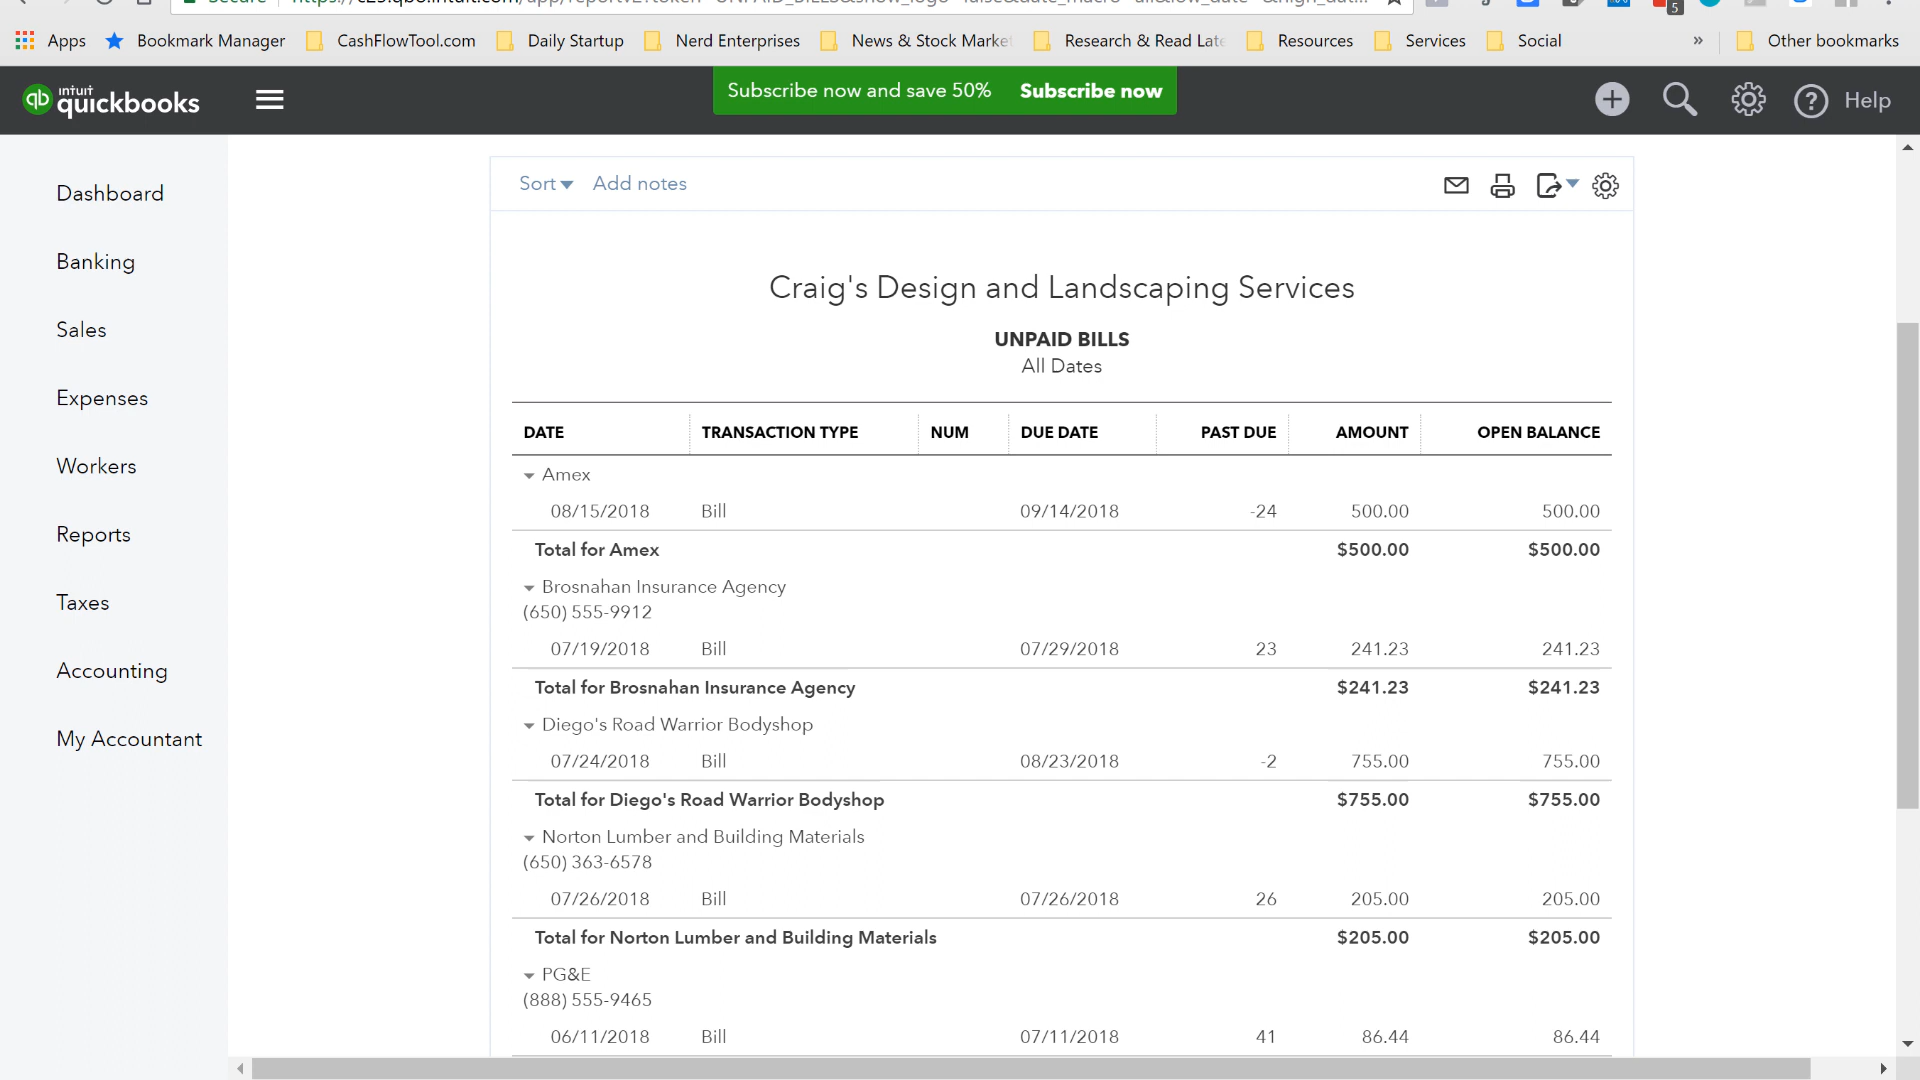 Apps Bookmark Manager CashFlowTool.com Daily Startup Nerd Enterprises News & Stock Marke Research & Read Late Resources Services Social » Other bookmarks
intuit quickbooks Subscribe now and save 50% Subscribe now Help
Dashboard
Banking
Sales
Expenses
Workers
Reports
Taxes
Accounting
My Accountant
Sort Add notes
Craig's Design and Landscaping Services
UNPAID BILLS
All Dates
DATE TRANSACTION TYPE NUM DUE DATE PAST DUE AMOUNT OPEN BALANCE
Amex
08/15/2018 Bill 09/14/2018 -24 500.00 500.00
Total for Amex $500.00 $500.00
Brosnahan Insurance Agency
(650) 555-9912
07/19/2018 Bill 07/29/2018 23 241.23 241.23
Total for Brosnahan Insurance Agency $241.23 $241.23
Diego's Road Warrior Bodyshop
07/24/2018 Bill 08/23/2018 -2 755.00 755.00
Total for Diego's Road Warrior Bodyshop $755.00 $755.00
Norton Lumber and Building Materials
(650) 363-6578
07/26/2018 Bill 07/26/2018 26 205.00 205.00
Total for Norton Lumber and Building Materials $205.00 $205.00
PG&E
(888) 555-9465
06/11/2018 Bill 07/11/2018 41 86.44 86.44